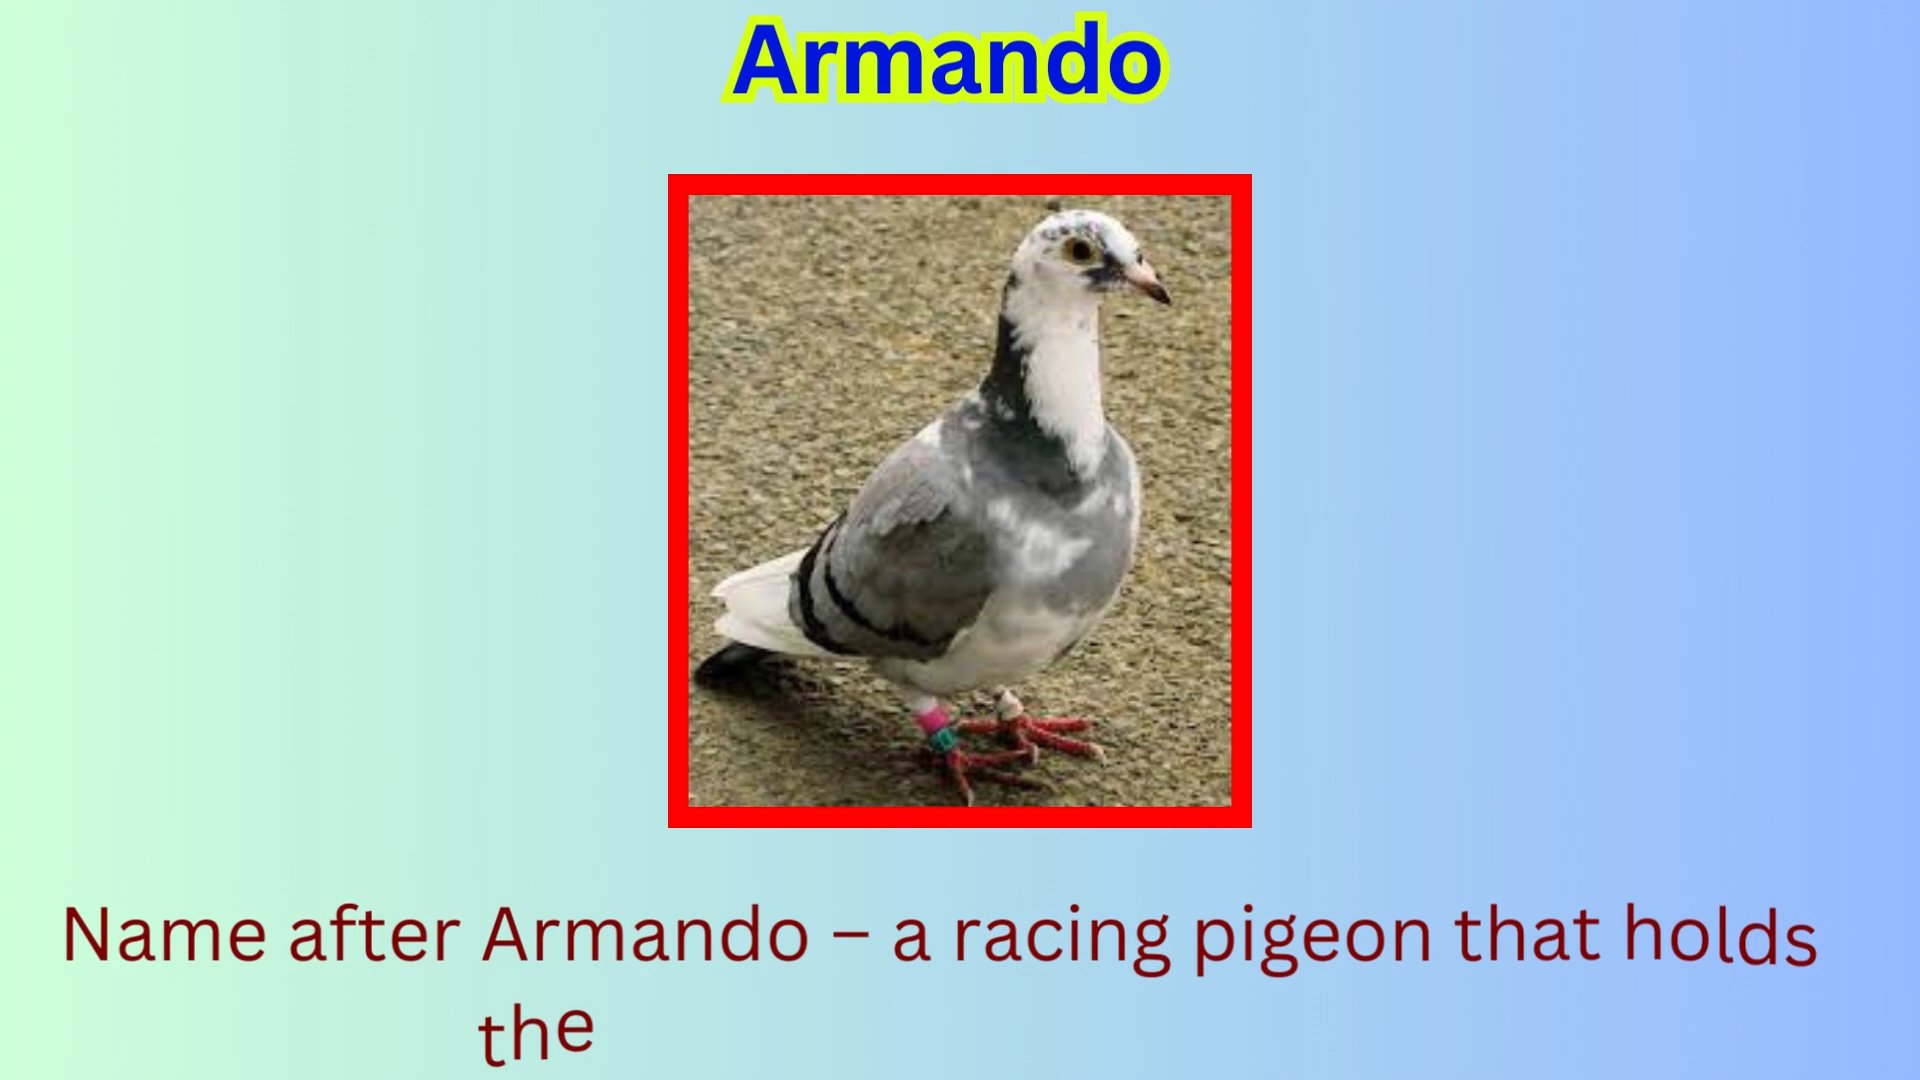 Armando
Name after Armando – a racing pigeon that holds
the